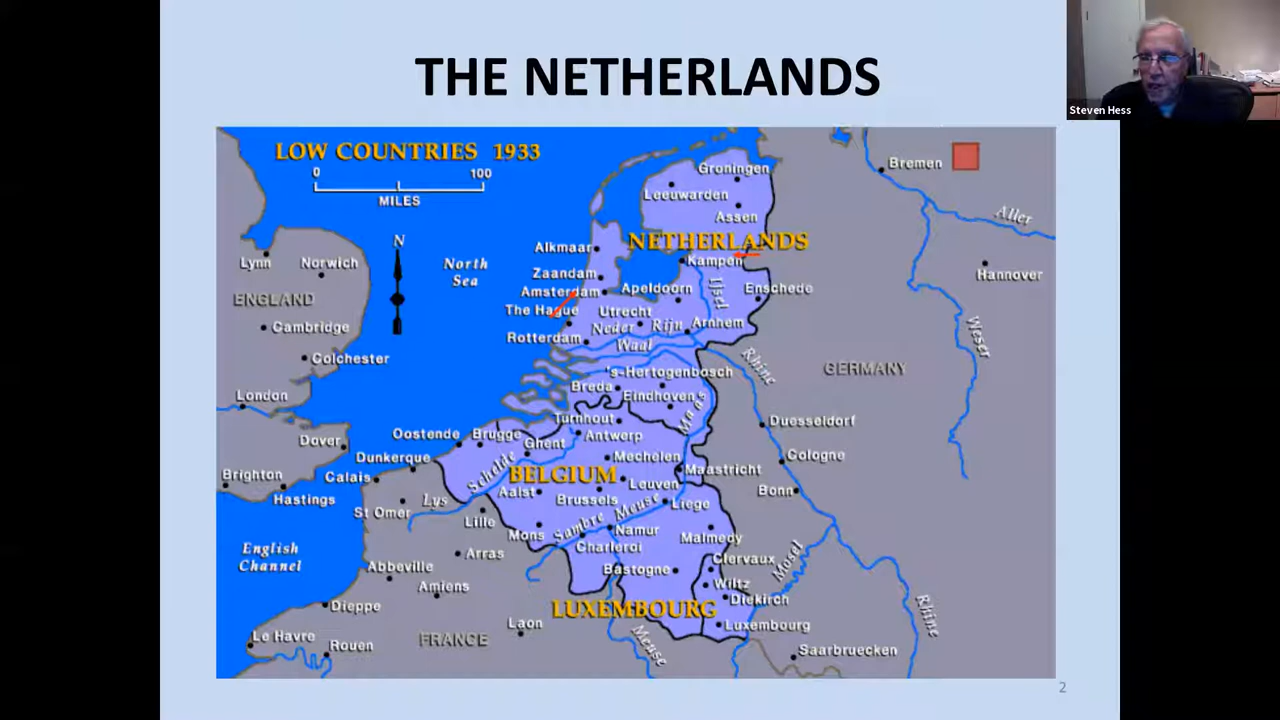 THE NETHERLANDS
Steven Hess
LOW COUNTRIES 1933
0 100
MILES
N
North
Sea
Groningen
Leeuwarden
Assen
NETHERLANDS
Alkmaar
Kampen
Zaandam
Amsterdam
Apeldoorn
Enschede
IJsel
The Hague
Utrecht
Neder Rijn
Arnhem
Rotterdam
Waal
's-Hertogenbosch
Breda
Eindhoven
Maas
Bremen
Aller
Hannover
Weser
Rhine
GERMANY
Duesseldorf
Cologne
Bonn
Lynn
Norwich
ENGLAND
Cambridge
Colchester
London
Dover
Brighton
Hastings
Calais
Dunkerque
Oostende
Brugge
Ghent
Turnhout
Antwerp
Mechelen
Maastricht
Schelde
BELGIUM
Leuven
Aalst
Brussels
Liege
Lys
St Omer
Lille
Mons
Sambre Meuse
Namur
Charleroi
Malmedy
Arras
English
Channel
Abbeville
Amiens
Bastogne
Clervaux
Wiltz
Diekirch
Mosel
Dieppe
LUXEMBOURG
Luxembourg
Laon
FRANCE
Le Havre
Rouen
Meuse
Saarbruecken
Rhine
2